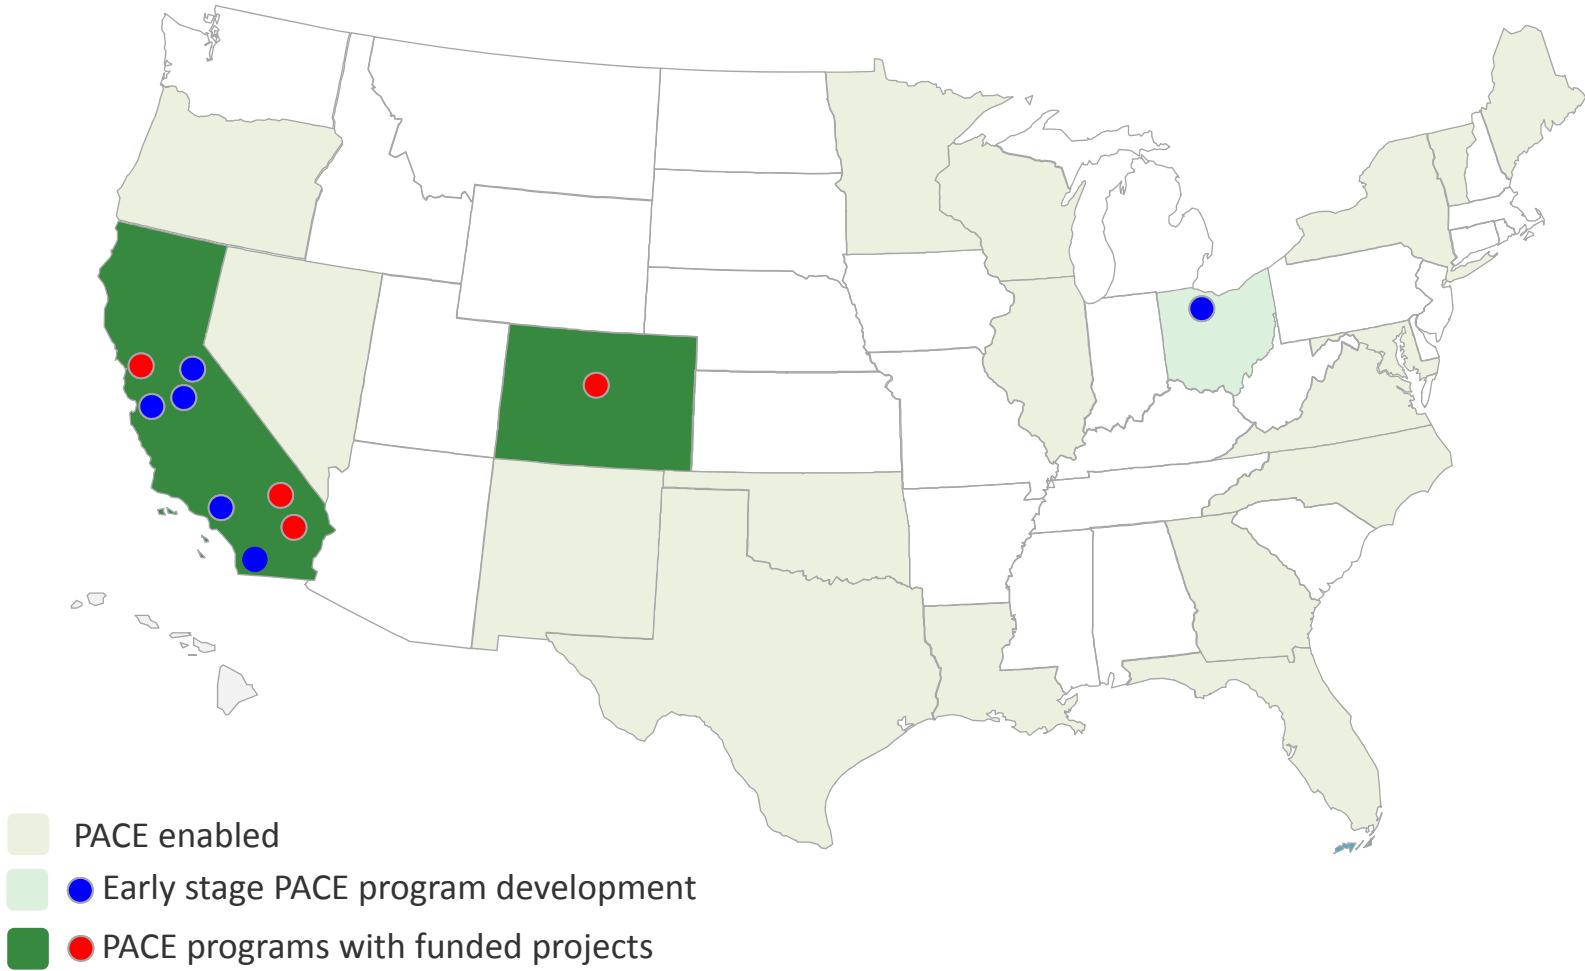 PACE enabled
Early stage PACE program development
PACE programs with funded projects